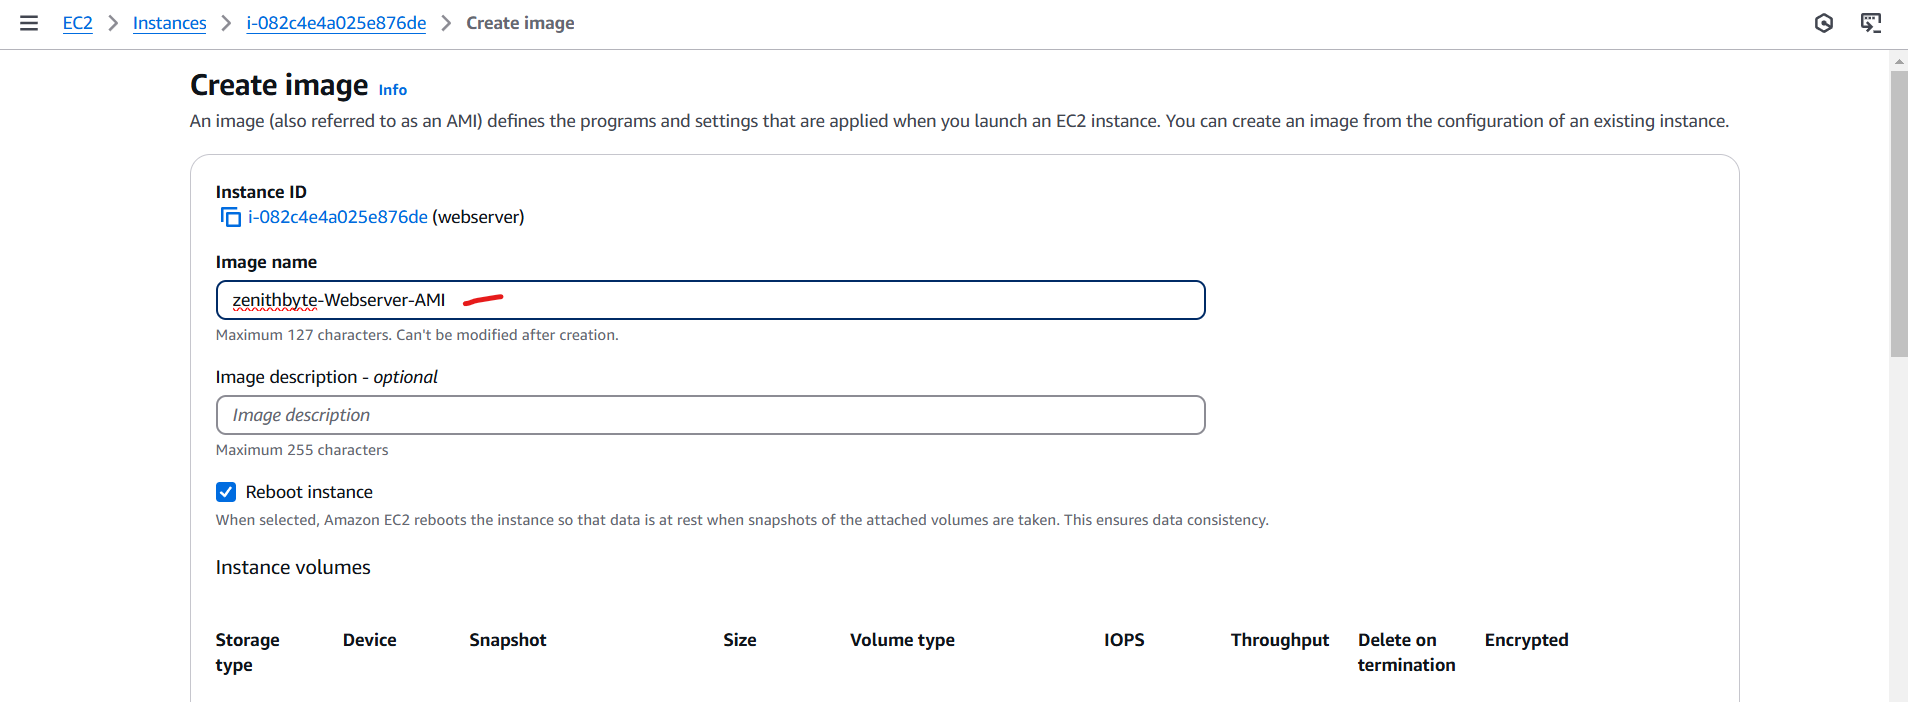 EC2 > Instances > i-082c4e4a025e876de > Create image
Create image Info
An image (also referred to as an AMI) defines the programs and settings that are applied when you launch an EC2 instance. You can create an image from the configuration of an existing instance.
Instance ID
i-082c4e4a025e876de (webserver)
Image name
zenithbyte-Webserver-AMI
Maximum 127 characters. Can't be modified after creation.
Image description - optional
Image description
Maximum 255 characters
Reboot instance
When selected, Amazon EC2 reboots the instance so that data is at rest when snapshots of the attached volumes are taken. This ensures data consistency.
Instance volumes
Storage type Device Snapshot Size Volume type IOPS Throughput Delete on termination Encrypted